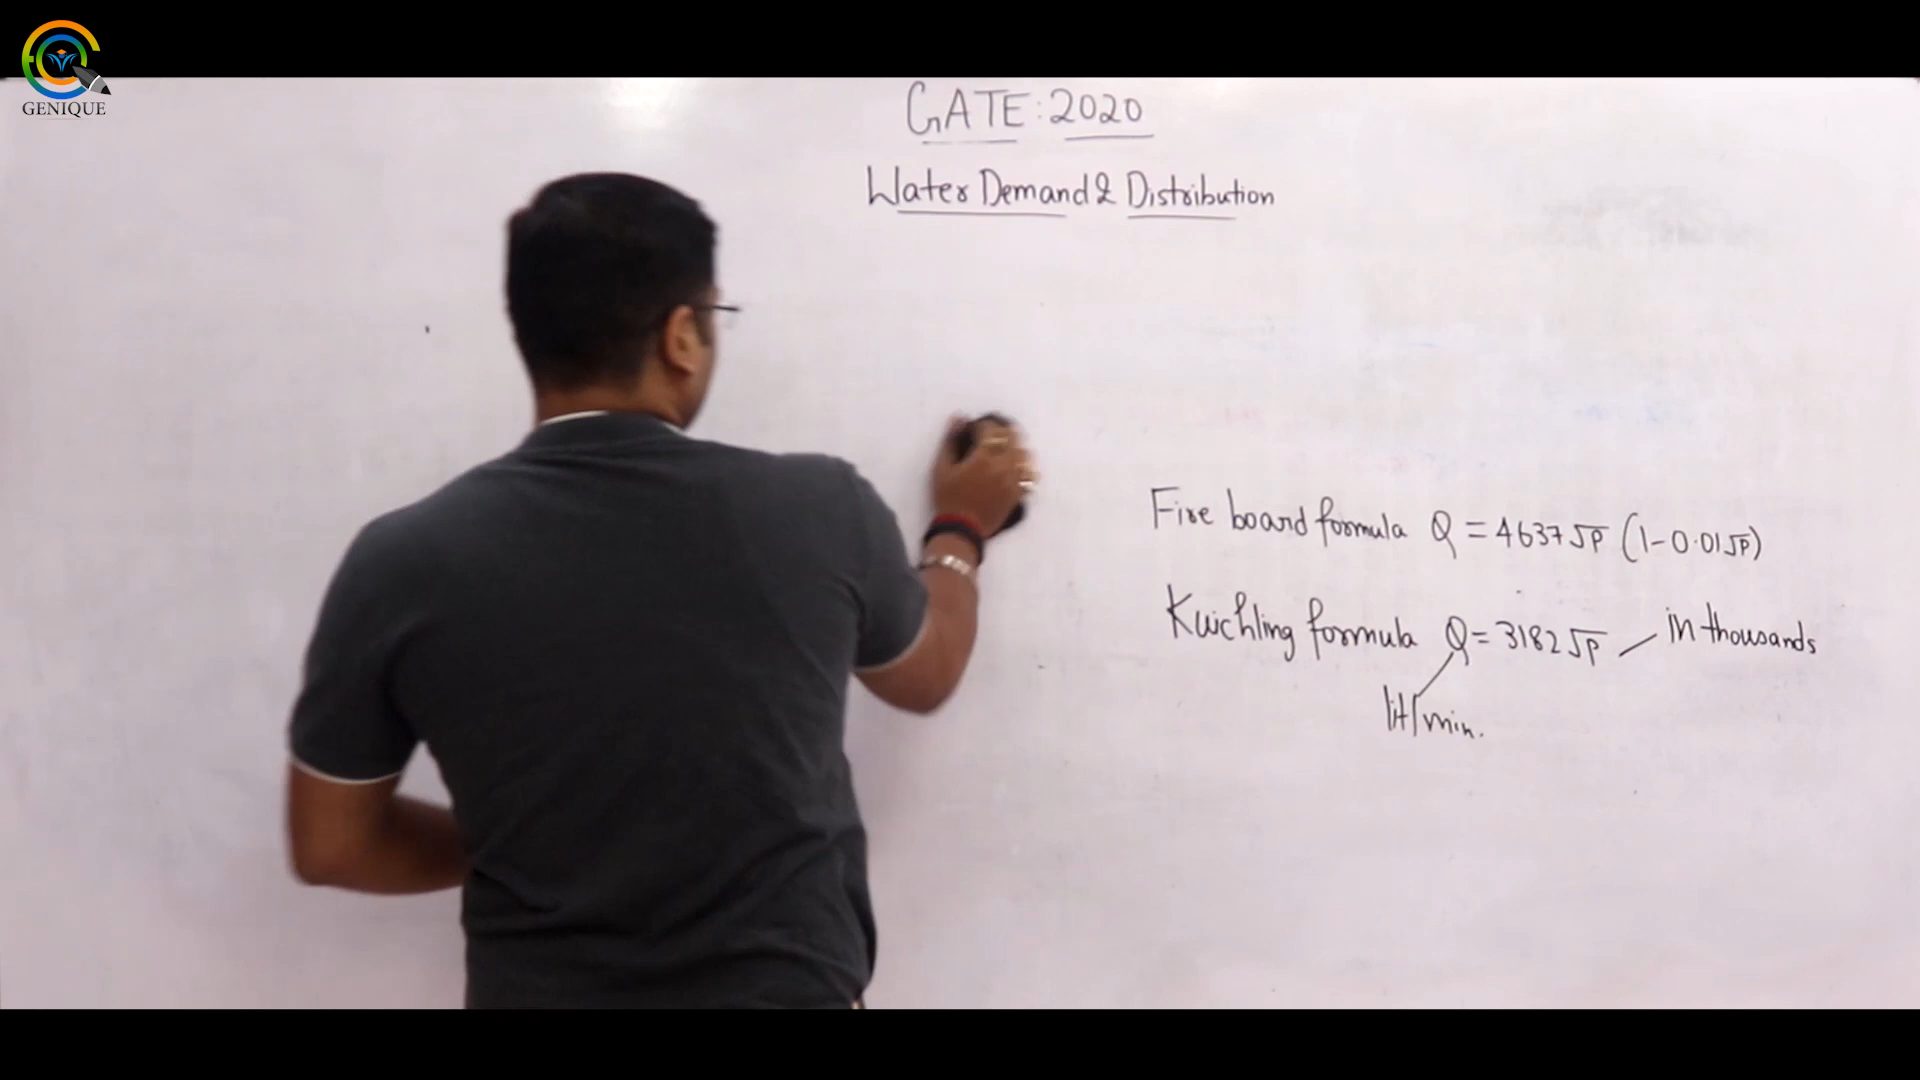 GENIQUE
GATE: 2020
Water Demand & Distribution
Fire board formula Q = 4637√P (1-0.01√P)
Kuichling formula Q = 3182√P — in thousands
lit/min.